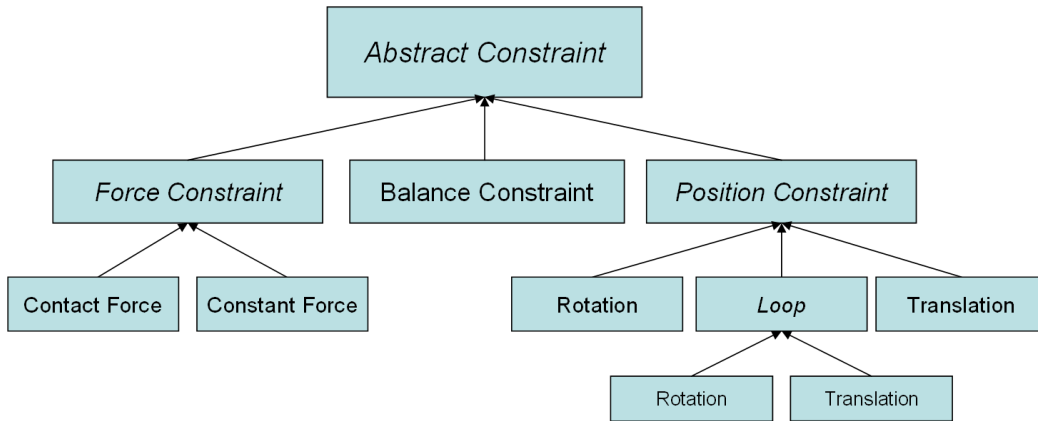 Abstract Constraint
Force Constraint
Balance Constraint
Position Constraint
Contact Force
Constant Force
Rotation
Loop
Translation
Rotation
Translation